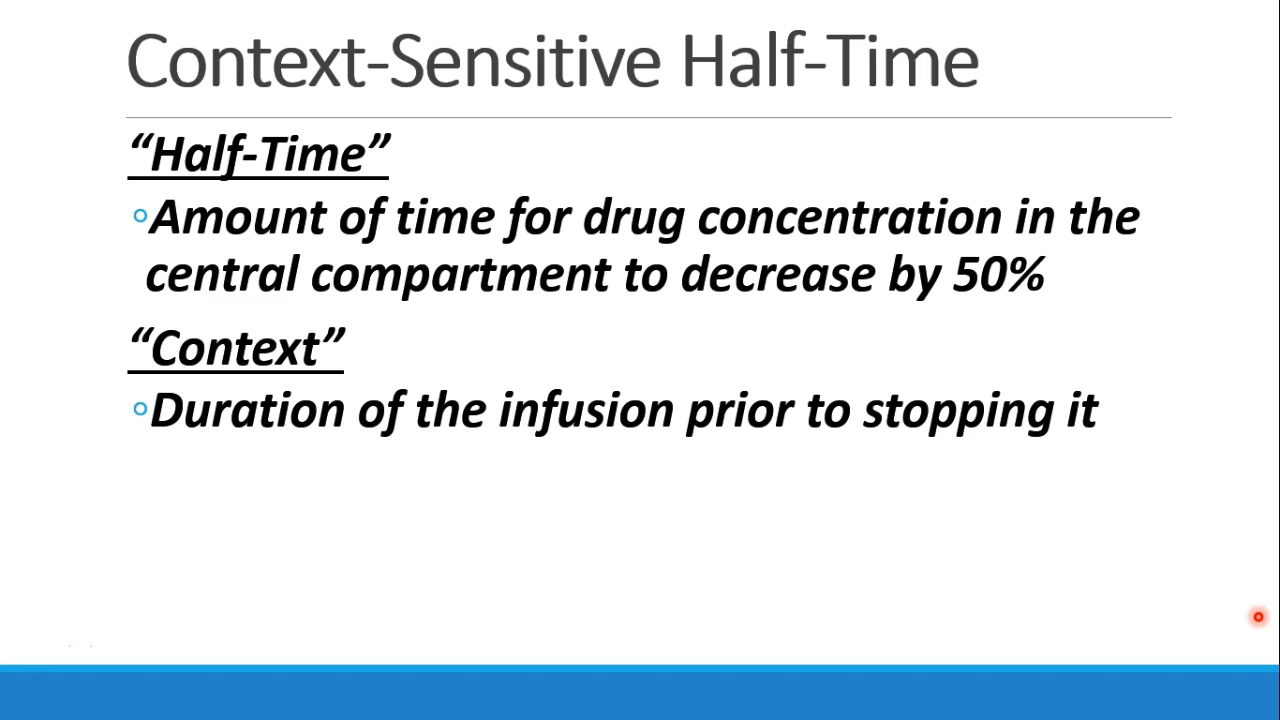 Context-Sensitive Half-Time
“Half-Time”
◦Amount of time for drug concentration in the
central compartment to decrease by 50%
“Context”
◦Duration of the infusion prior to stopping it